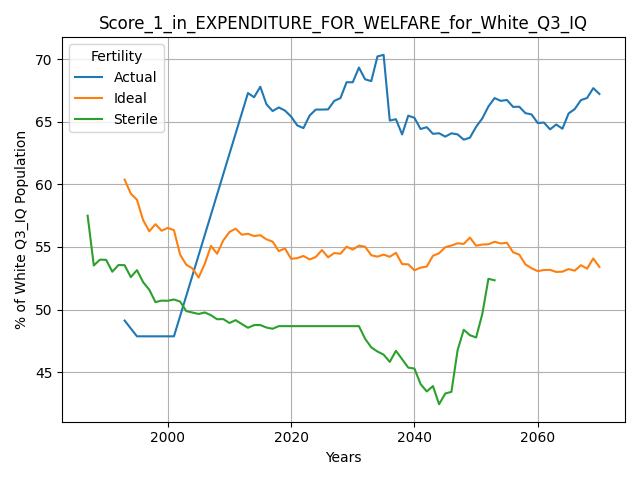 Score_1_in_EXPENDITURE_FOR_WELFARE_for_White_Q3_IQ
Fertility
Actual
Ideal
Sterile
% of White Q3_IQ Population
70
65
60
55
50
45
2000
2020
2040
2060
Years